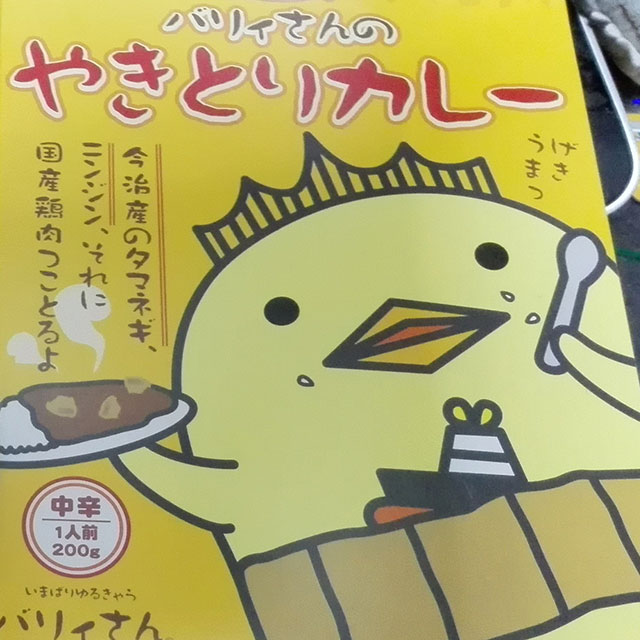 バリィさんの
やきとりカレー
げき
うまっ
今治産のタマネギ、
ニンジン、それに
国産鶏肉つことるよ
中辛
1人前
200g
いまばりゆるきゃら
バリィさん。